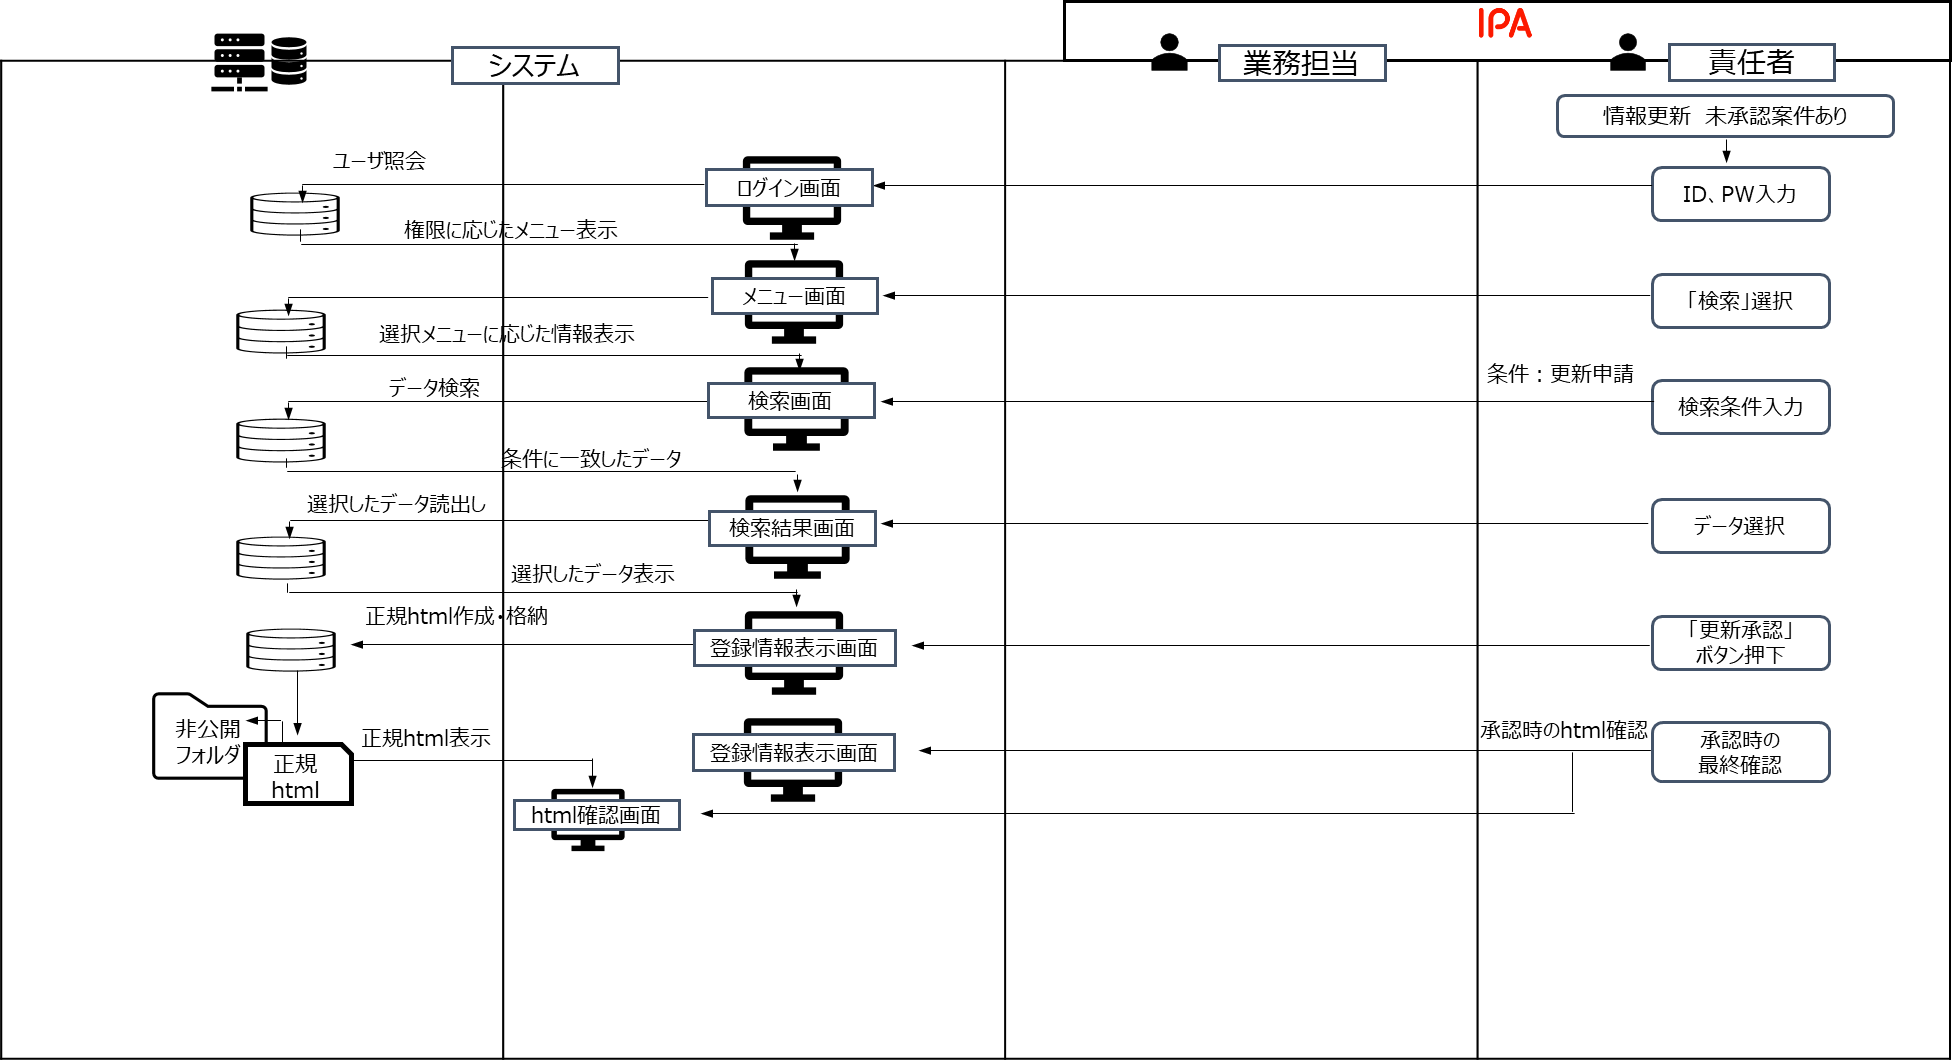 IPA
システム
業務担当
責任者
情報更新　未承認案件あり
ユーザ照会
ログイン画面
ID、PW入力
権限に応じたメニュー表示
メニュー画面
「検索」選択
選択メニューに応じた情報表示
条件：更新申請
データ検索
検索画面
検索条件入力
条件に一致したデータ
選択したデータ読出し
検索結果画面
データ選択
選択したデータ表示
正規html作成・格納
登録情報表示画面
「更新承認」
ボタン押下
非公開
フォルダ
正規html表示
登録情報表示画面
承認時のhtml確認
承認時の
最終確認
正規
html
html確認画面